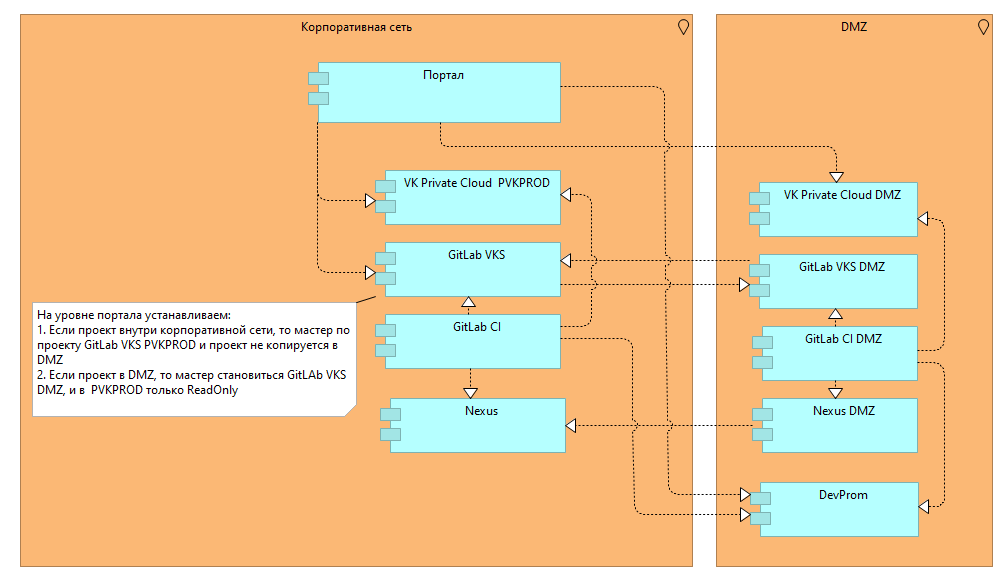 Корпоративная сеть
DMZ
Портал
VK Private Cloud  PVKPROD
VK Private Cloud DMZ
GitLab VKS
GitLab VKS DMZ
На уровне портала устанавливаем:
1. Если проект внутри корпоративной сети, то мастер по
проекту GitLab VKS PVKPROD и проект не копируется в
DMZ
2. Если проект в DMZ, то мастер становиться GitLAb VKS
DMZ, и в  PVKPROD только ReadOnly
GitLab CI
GitLab CI DMZ
Nexus
Nexus DMZ
DevProm